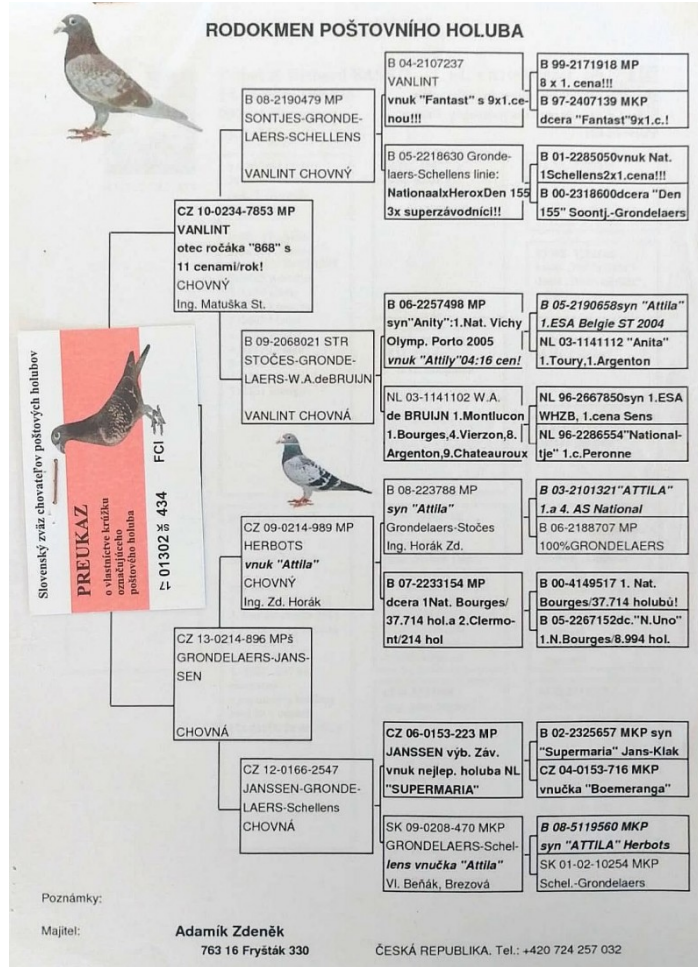 RODOKMEN POŠTOVNÍHO HOLUBA
B 04-2107237
VANLINT
vnuk "Fantast" s 9x1.ce-
nou!!!
B 99-2171918 MP
8 x 1. cena!!!
B 97-2407139 MKP
dcera "Fantast"9x1.c.!
B 08-2190479 MP
SONTJES-GRONDE-
LAERS-SCHELLENS
VANLINT CHOVNÝ
B 05-2218630 Gronde-
laers-Schellens linie:
NationaalxHeroxDen 155
3x superzávodníci!!
B 01-2285050vnuk Nat.
1Schellens2x1.cena!!!
B 00-2318600dcera "Den
155" Soontj.-Grondelaers
CZ 10-0234-7853 MP
VANLINT
otec ročáka "868" s
11 cenami/rok!
CHOVNÝ
Ing. Matuška St.
B 06-2257498 MP
syn"Anity":1.Nat. Vichy
Olymp. Porto 2005
vnuk "Attily"04:16 cen!
B 05-2190658syn "Attila"
1.ESA Belgie ST 2004
NL 03-1141112 "Anita"
1.Toury,1.Argenton
B 09-2068021 STR
STOČES-GRONDE-
LAERS-W.A.deBRUIJN
VANLINT CHOVNÁ
NL 03-1141102 W.A.
de BRUIJN 1.Montlucon
1.Bourges,4.Vierzon,8.
Argenton,9.Chateauroux
NL 96-2667850syn 1.ESA
WHZB, 1.cena Sens
NL 96-2286554"National-
tje" 1.c.Peronne
Slovenský zväz chovateľov poštových holubov
PREUKAZ
o vlastníctve krúžku
označujúceho
poštového holuba
17 01302 SK 434
FCI
B 08-223788 MP
syn "Attila"
Grondelaers-Stočes
Ing. Horák Zd.
B 03-2101321"ATTILA"
1.a 4. AS National
B 06-2188707 MP
100%GRONDELAERS
CZ 09-0214-989 MP
HERBOTS
vnuk "Attila"
CHOVNÝ
Ing. Zd. Horák
B 07-2233154 MP
dcera 1Nat. Bourges/
37.714 hol.a 2.Clermo-
nt/214 hol
B 00-4149517 1. Nat.
Bourges/37.714 holubů!
B 05-2267152dc."N.Uno"
1.N.Bourges/8.994 hol.
CZ 13-0214-896 MPš
GRONDELAERS-JANS-
SEN
CHOVNÁ
CZ 06-0153-223 MP
JANSSEN výb. Záv.
vnuk nejlep. holuba NL
"SUPERMARIA"
B 02-2325657 MKP syn
"Supermaria" Jans-Klak
CZ 04-0153-716 MKP
vnučka "Boemeranga"
CZ 12-0166-2547
JANSSEN-GRONDE-
LAERS-Schellens
CHOVNÁ
SK 09-0208-470 MKP
GRONDELAERS-Schel-
lens vnučka "Attila"
Vl. Beňák, Brezová
B 08-5119560 MKP
syn "ATTILA" Herbots
SK 01-02-10254 MKP
Schel.-Grondelaers
Poznámky:
Majitel: Adamík Zdeněk
763 16 Fryšták 330 ČESKÁ REPUBLIKA. Tel.: +420 724 257 032